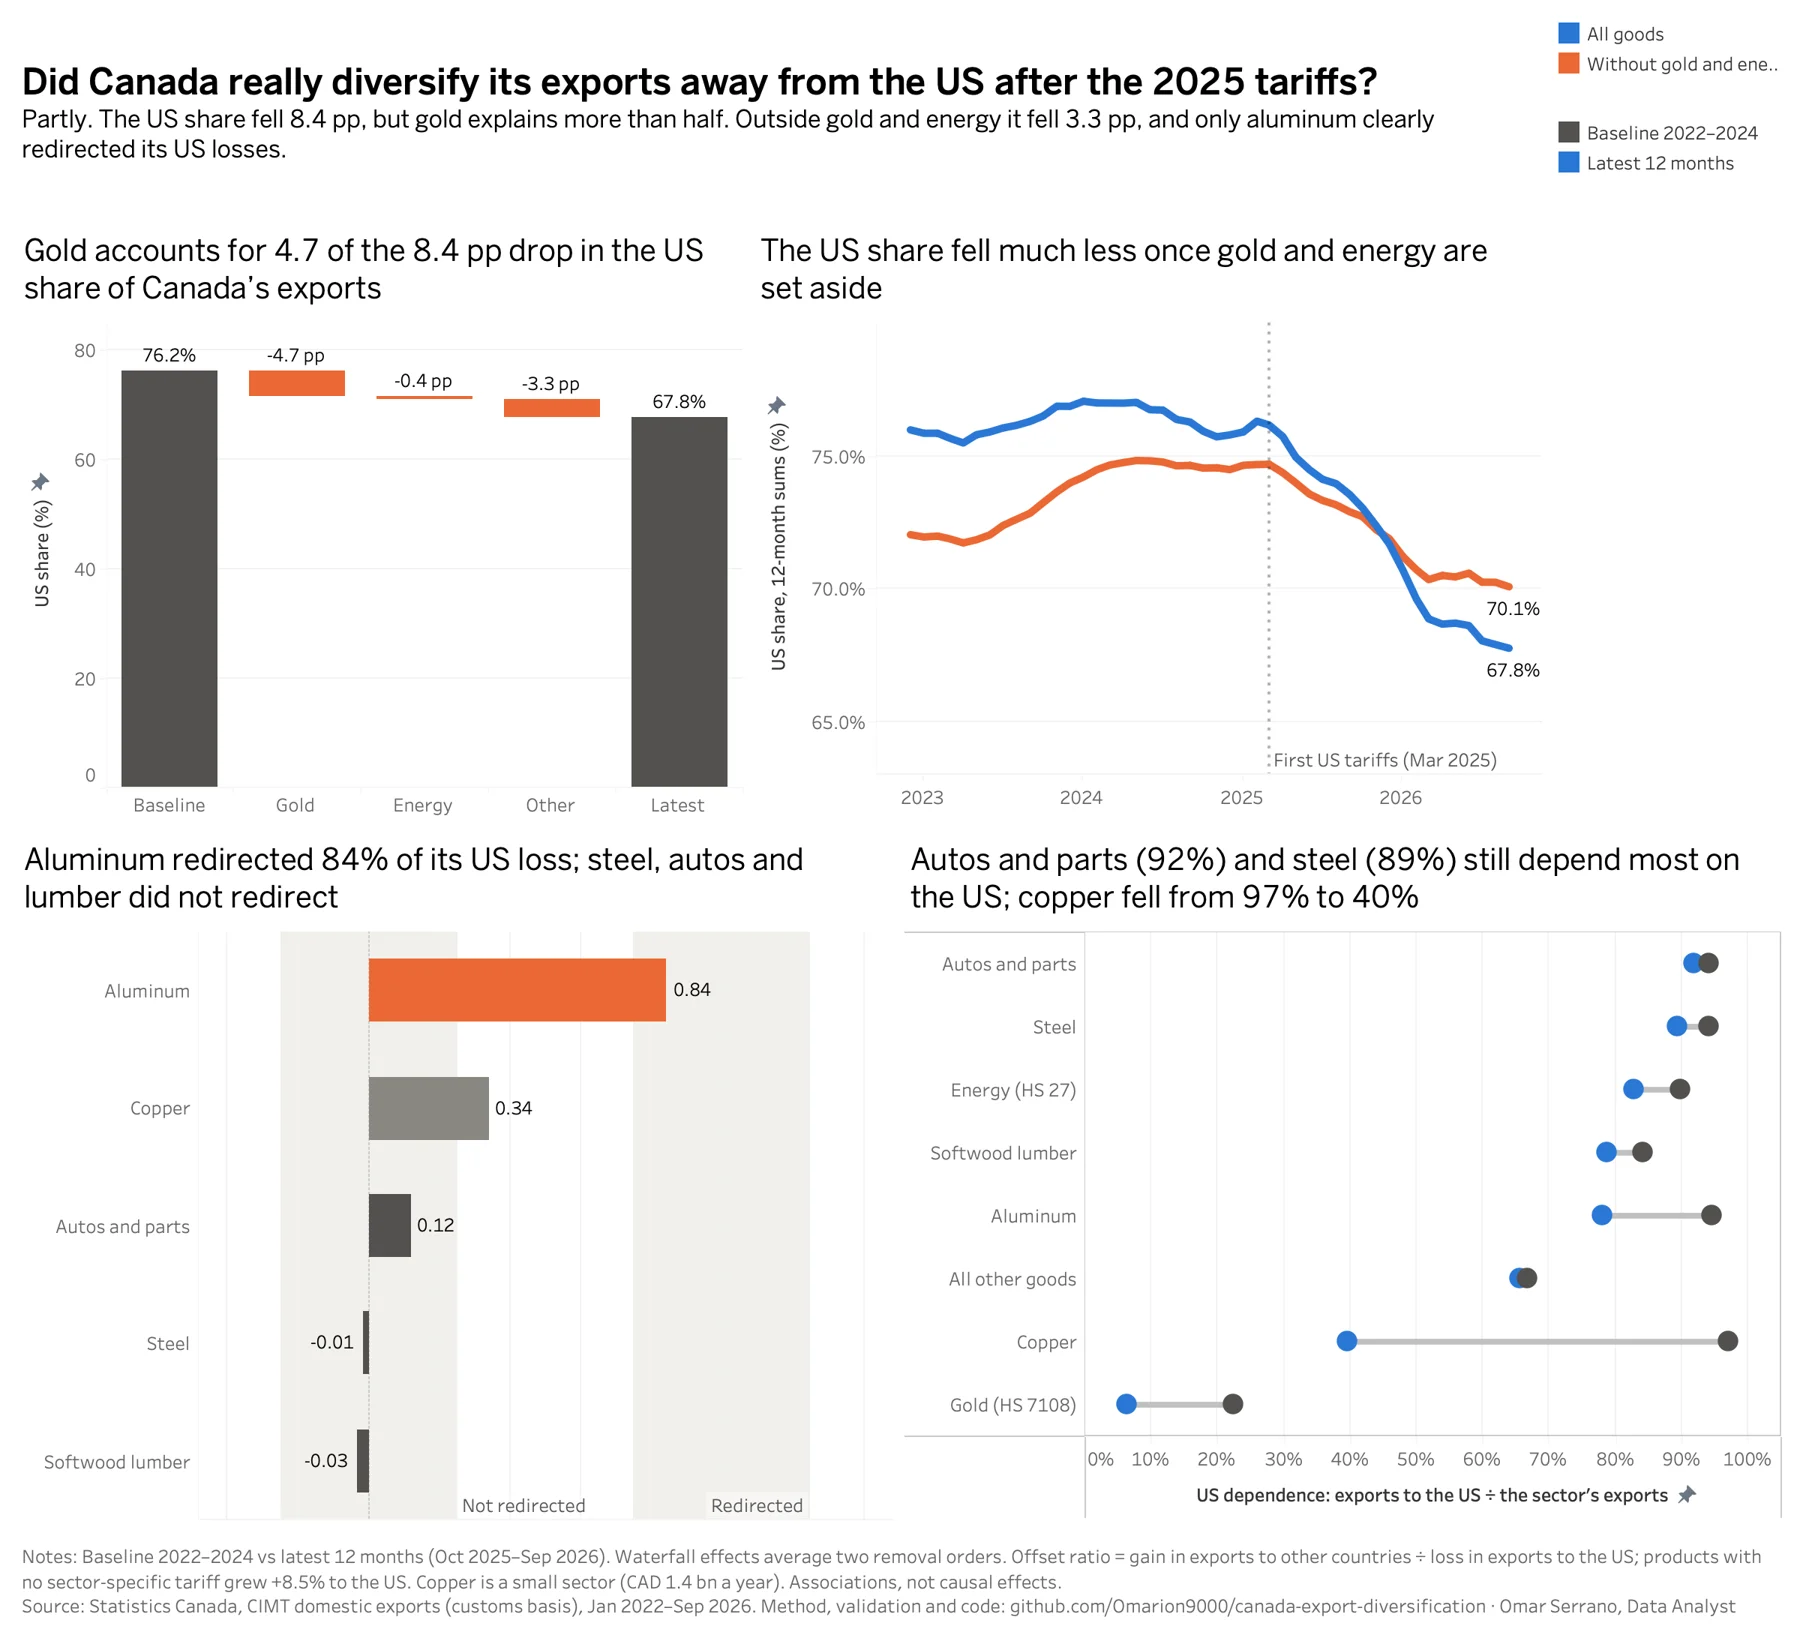 All goods
Without gold and ene..
Baseline 2022–2024
Latest 12 months
Did Canada really diversify its exports away from the US after the 2025 tariffs?
Partly. The US share fell 8.4 pp, but gold explains more than half. Outside gold and energy it fell 3.3 pp, and only aluminum clearly
redirected its US losses.
Gold accounts for 4.7 of the 8.4 pp drop in the US
share of Canada's exports
US share (%)
80
60
40
20
0
76.2%
-4.7 pp
-0.4 pp
-3.3 pp
67.8%
Baseline
Gold
Energy
Other
Latest
The US share fell much less once gold and energy are
set aside
US share, 12-month sums (%)
75.0%
70.0%
65.0%
70.1%
67.8%
First US tariffs (Mar 2025)
2023
2024
2025
2026
Aluminum redirected 84% of its US loss; steel, autos and
lumber did not redirect
Aluminum
0.84
Copper
0.34
Autos and parts
0.12
Steel
-0.01
Softwood lumber
-0.03
Not redirected
Redirected
Autos and parts (92%) and steel (89%) still depend most on
the US; copper fell from 97% to 40%
Autos and parts
Steel
Energy (HS 27)
Softwood lumber
Aluminum
All other goods
Copper
Gold (HS 7108)
0%
10%
20%
30%
40%
50%
60%
70%
80%
90%
100%
US dependence: exports to the US ÷ the sector's exports
Notes: Baseline 2022–2024 vs latest 12 months (Oct 2025–Sep 2026). Waterfall effects average two removal orders. Offset ratio = gain in exports to other countries ÷ loss in exports to the US; products with
no sector-specific tariff grew +8.5% to the US. Copper is a small sector (CAD 1.4 bn a year). Associations, not causal effects.
Source: Statistics Canada, CIMT domestic exports (customs basis), Jan 2022–Sep 2026. Method, validation and code: github.com/Omarion9000/canada-export-diversification · Omar Serrano, Data Analyst